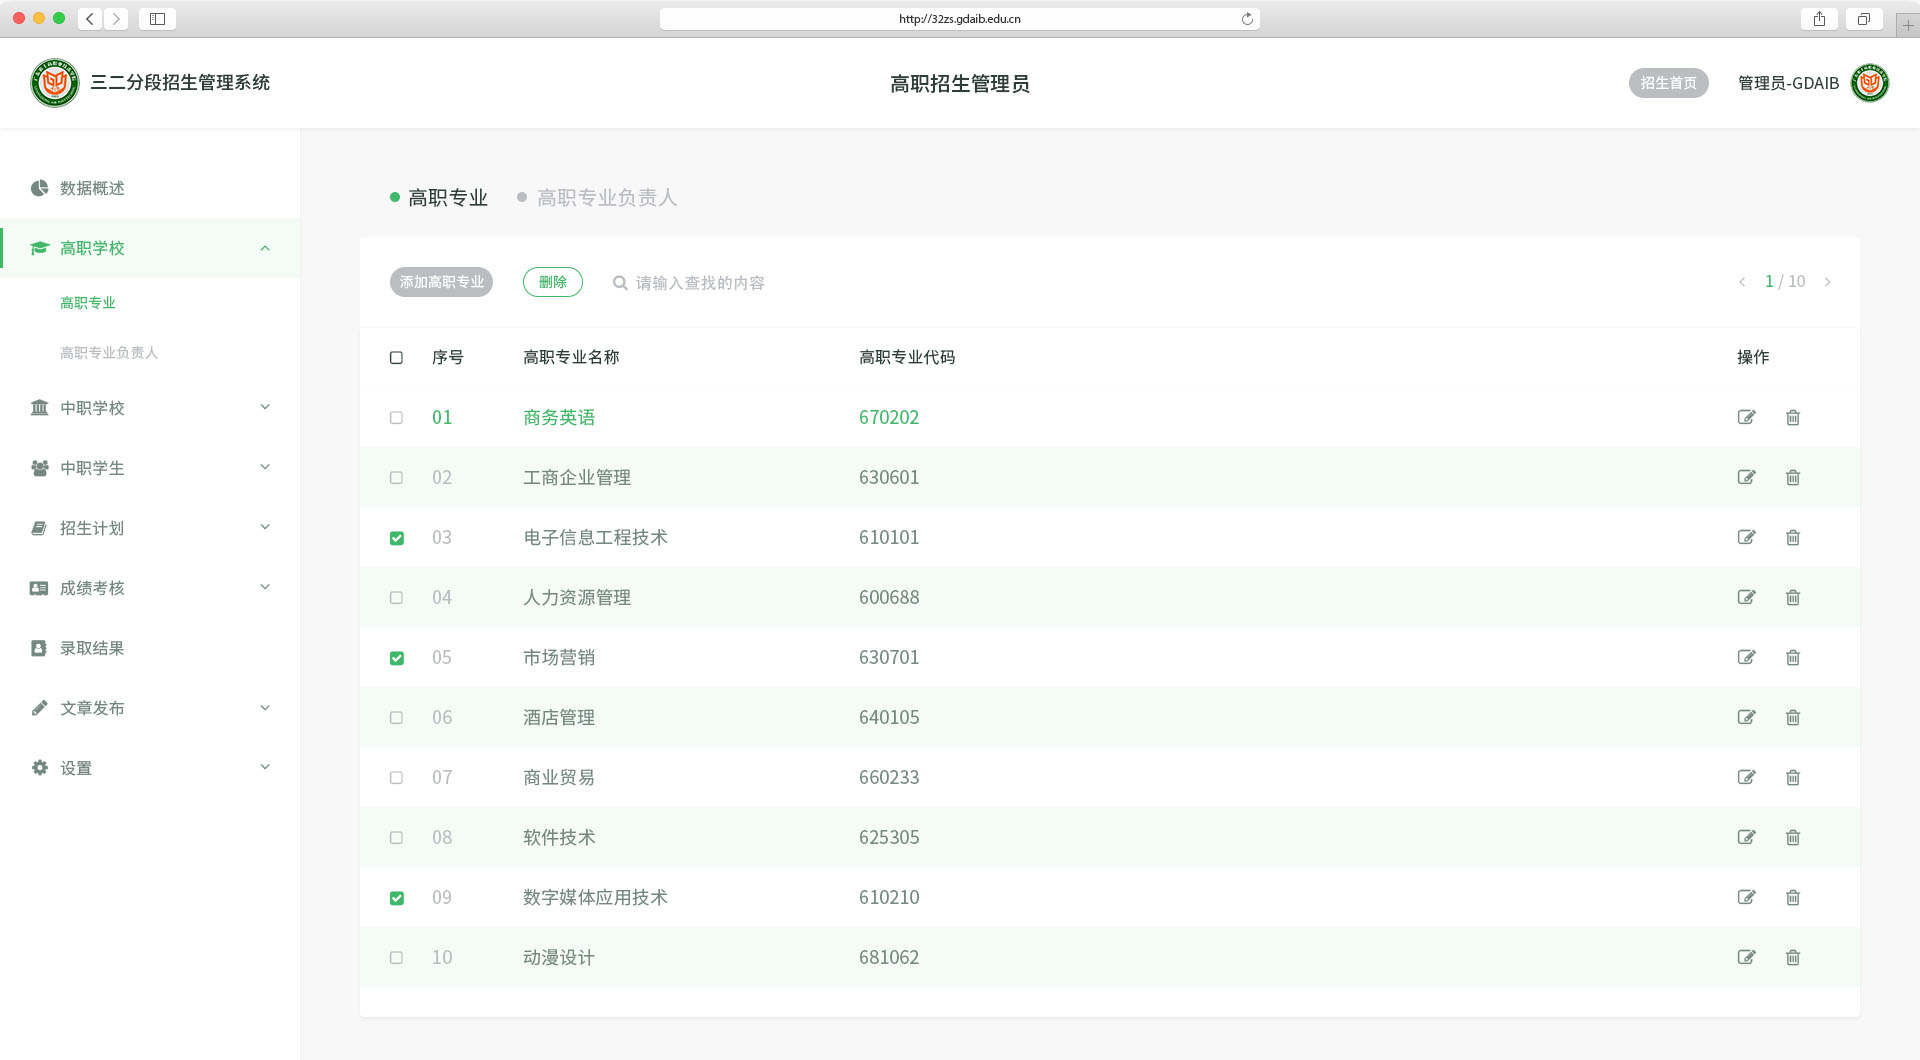 http://32zs.gdaib.edu.cn
三二分段招生管理系统
高职招生管理员
招生首页
管理员-GDAIB
数据概述
高职学校
高职专业
高职专业负责人
中职学校
中职学生
招生计划
成绩考核
录取结果
文章发布
设置
高职专业 高职专业负责人
添加高职专业 删除 请输入查找的内容 1 / 10
序号 高职专业名称 高职专业代码 操作
01 商务英语 670202
02 工商企业管理 630601
03 电子信息工程技术 610101
04 人力资源管理 600688
05 市场营销 630701
06 酒店管理 640105
07 商业贸易 660233
08 软件技术 625305
09 数字媒体应用技术 610210
10 动漫设计 681062